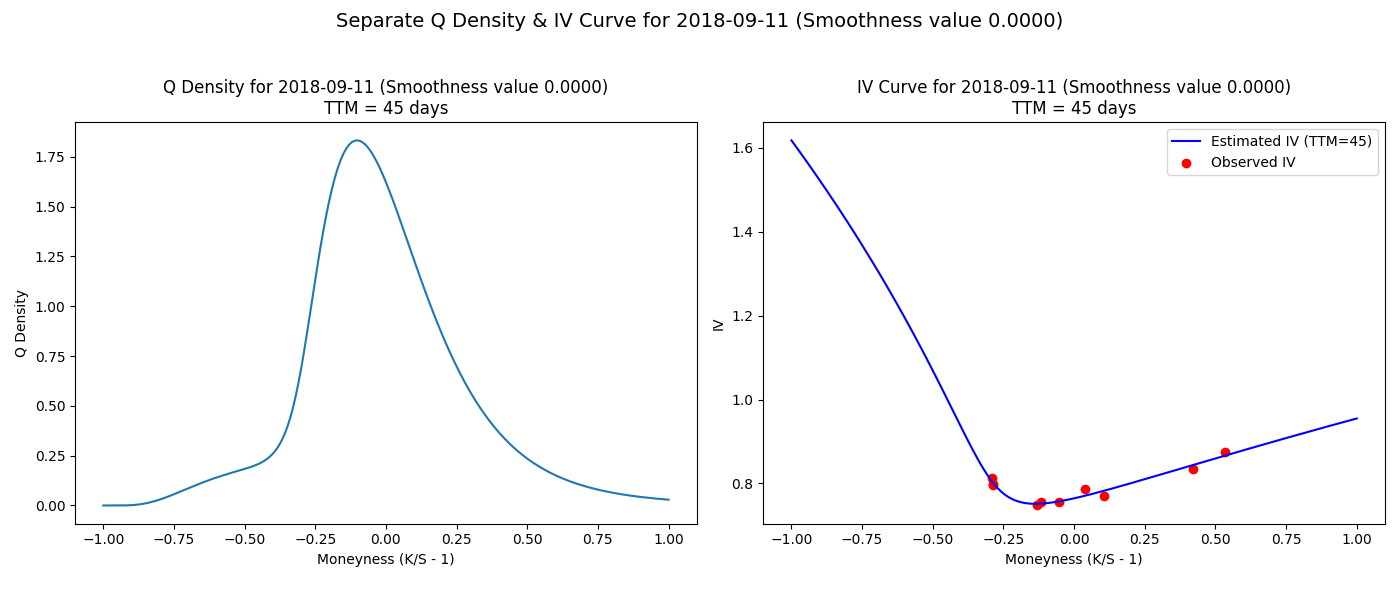 Separate Q Density & IV Curve for 2018-09-11 (Smoothness value 0.0000)
Q Density for 2018-09-11 (Smoothness value 0.0000)
TTM = 45 days
1.75
1.50
1.25
1.00
0.75
0.50
0.25
0.00
Q Density
−1.00 −0.75 −0.50 −0.25 0.00 0.25 0.50 0.75 1.00
Moneyness (K/S - 1)
IV Curve for 2018-09-11 (Smoothness value 0.0000)
TTM = 45 days
Estimated IV (TTM=45)
Observed IV
1.6
1.4
1.2
1.0
0.8
IV
−1.00 −0.75 −0.50 −0.25 0.00 0.25 0.50 0.75 1.00
Moneyness (K/S - 1)